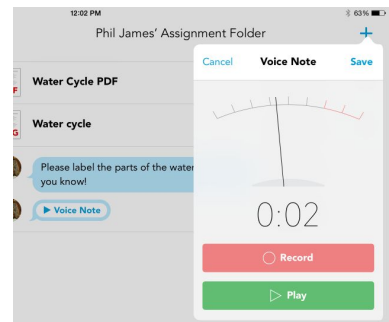 12:02 PM
63%
Phil James' Assignment Folder
+
Cancel Voice Note Save
F Water Cycle PDF
G Water cycle
Please label the parts of the water
you know!
Voice Note
0:02
Record
Play